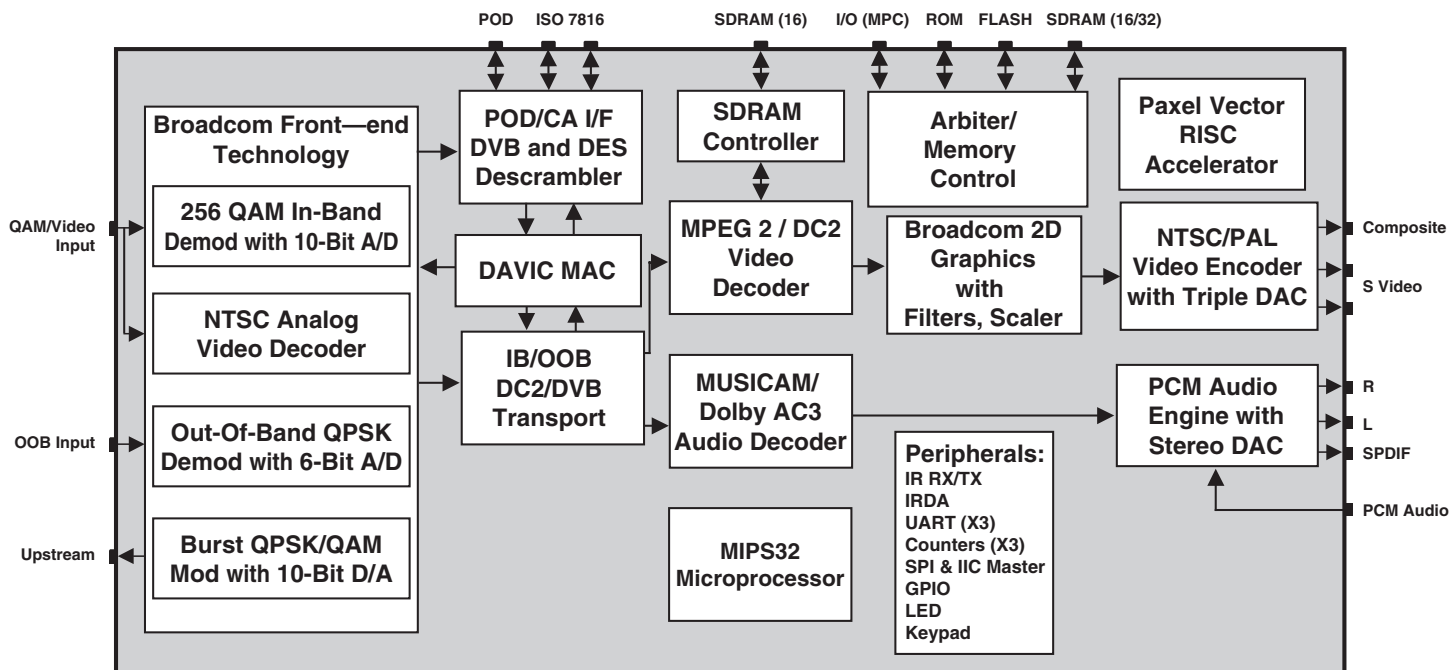 POD
ISO 7816
SDRAM (16)
I/O (MPC)
ROM
FLASH
SDRAM (16/32)
Broadcom Front—end
Technology
256 QAM In-Band
Demod with 10-Bit A/D
NTSC Analog
Video Decoder
Out-Of-Band QPSK
Demod with 6-Bit A/D
Burst QPSK/QAM
Mod with 10-Bit D/A
QAM/Video
Input
OOB Input
Upstream
POD/CA I/F
DVB and DES
Descrambler
DAVIC MAC
IB/OOB
DC2/DVB
Transport
SDRAM
Controller
MPEG 2 / DC2
Video
Decoder
MUSICAM/
Dolby AC3
Audio Decoder
MIPS32
Microprocessor
Arbiter/
Memory
Control
Broadcom 2D
Graphics
with
Filters, Scaler
Peripherals:
IR RX/TX
IRDA
UART (X3)
Counters (X3)
SPI & IIC Master
GPIO
LED
Keypad
Paxel Vector
RISC
Accelerator
NTSC/PAL
Video Encoder
with Triple DAC
PCM Audio
Engine with
Stereo DAC
Composite
S Video
R
L
SPDIF
PCM Audio